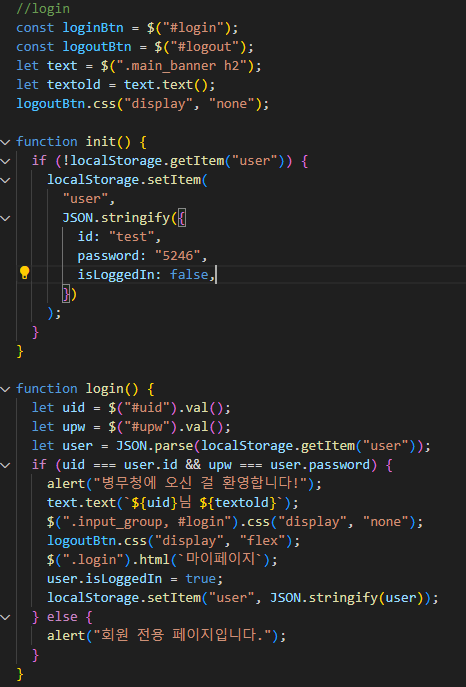 //login
const loginBtn = $("#login");
const logoutBtn = $("#logout");
let text = $(".main_banner h2");
let textold = text.text();
logoutBtn.css("display", "none");
function init() {
if (!localStorage.getItem("user")) {
localStorage.setItem(
"user",
JSON.stringify({
id: "test",
password: "5246",
isLoggedIn: false,
})
);
}
}
function login() {
let uid = $("#uid").val();
let upw = $("#upw").val();
let user = JSON.parse(localStorage.getItem("user"));
if (uid === user.id && upw === user.password) {
alert("병무청에 오신 걸 환영합니다!");
text.text(`${uid}님 ${textold}`);
$(".input_group, #login").css("display", "none");
logoutBtn.css("display", "flex");
$(".login").html(`마이페이지`);
user.isLoggedIn = true;
localStorage.setItem("user", JSON.stringify(user));
} else {
alert("회원 전용 페이지입니다.");
}
}